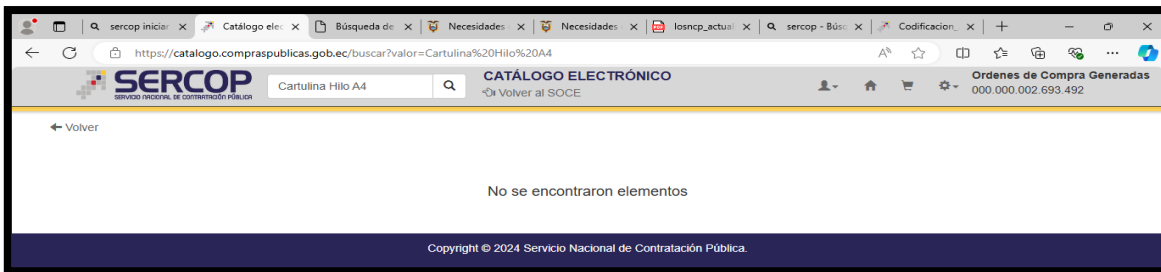 sercop iniciar
Catálogo elec
Búsqueda de
Necesidades
Necesidades
losncp_actual
sercop - Búsc
Codificacion_
https://catalogo.compraspublicas.gob.ec/buscar?valor=Cartulina%20Hilo%20A4
SERCOP
SERVICIO NACIONAL DE CONTRATACIÓN PÚBLICA
Cartulina Hilo A4
CATÁLOGO ELECTRÓNICO
Volver al SOCE
Ordenes de Compra Generadas
000.000.002.693.492
Volver
No se encontraron elementos
Copyright © 2024 Servicio Nacional de Contratación Pública.